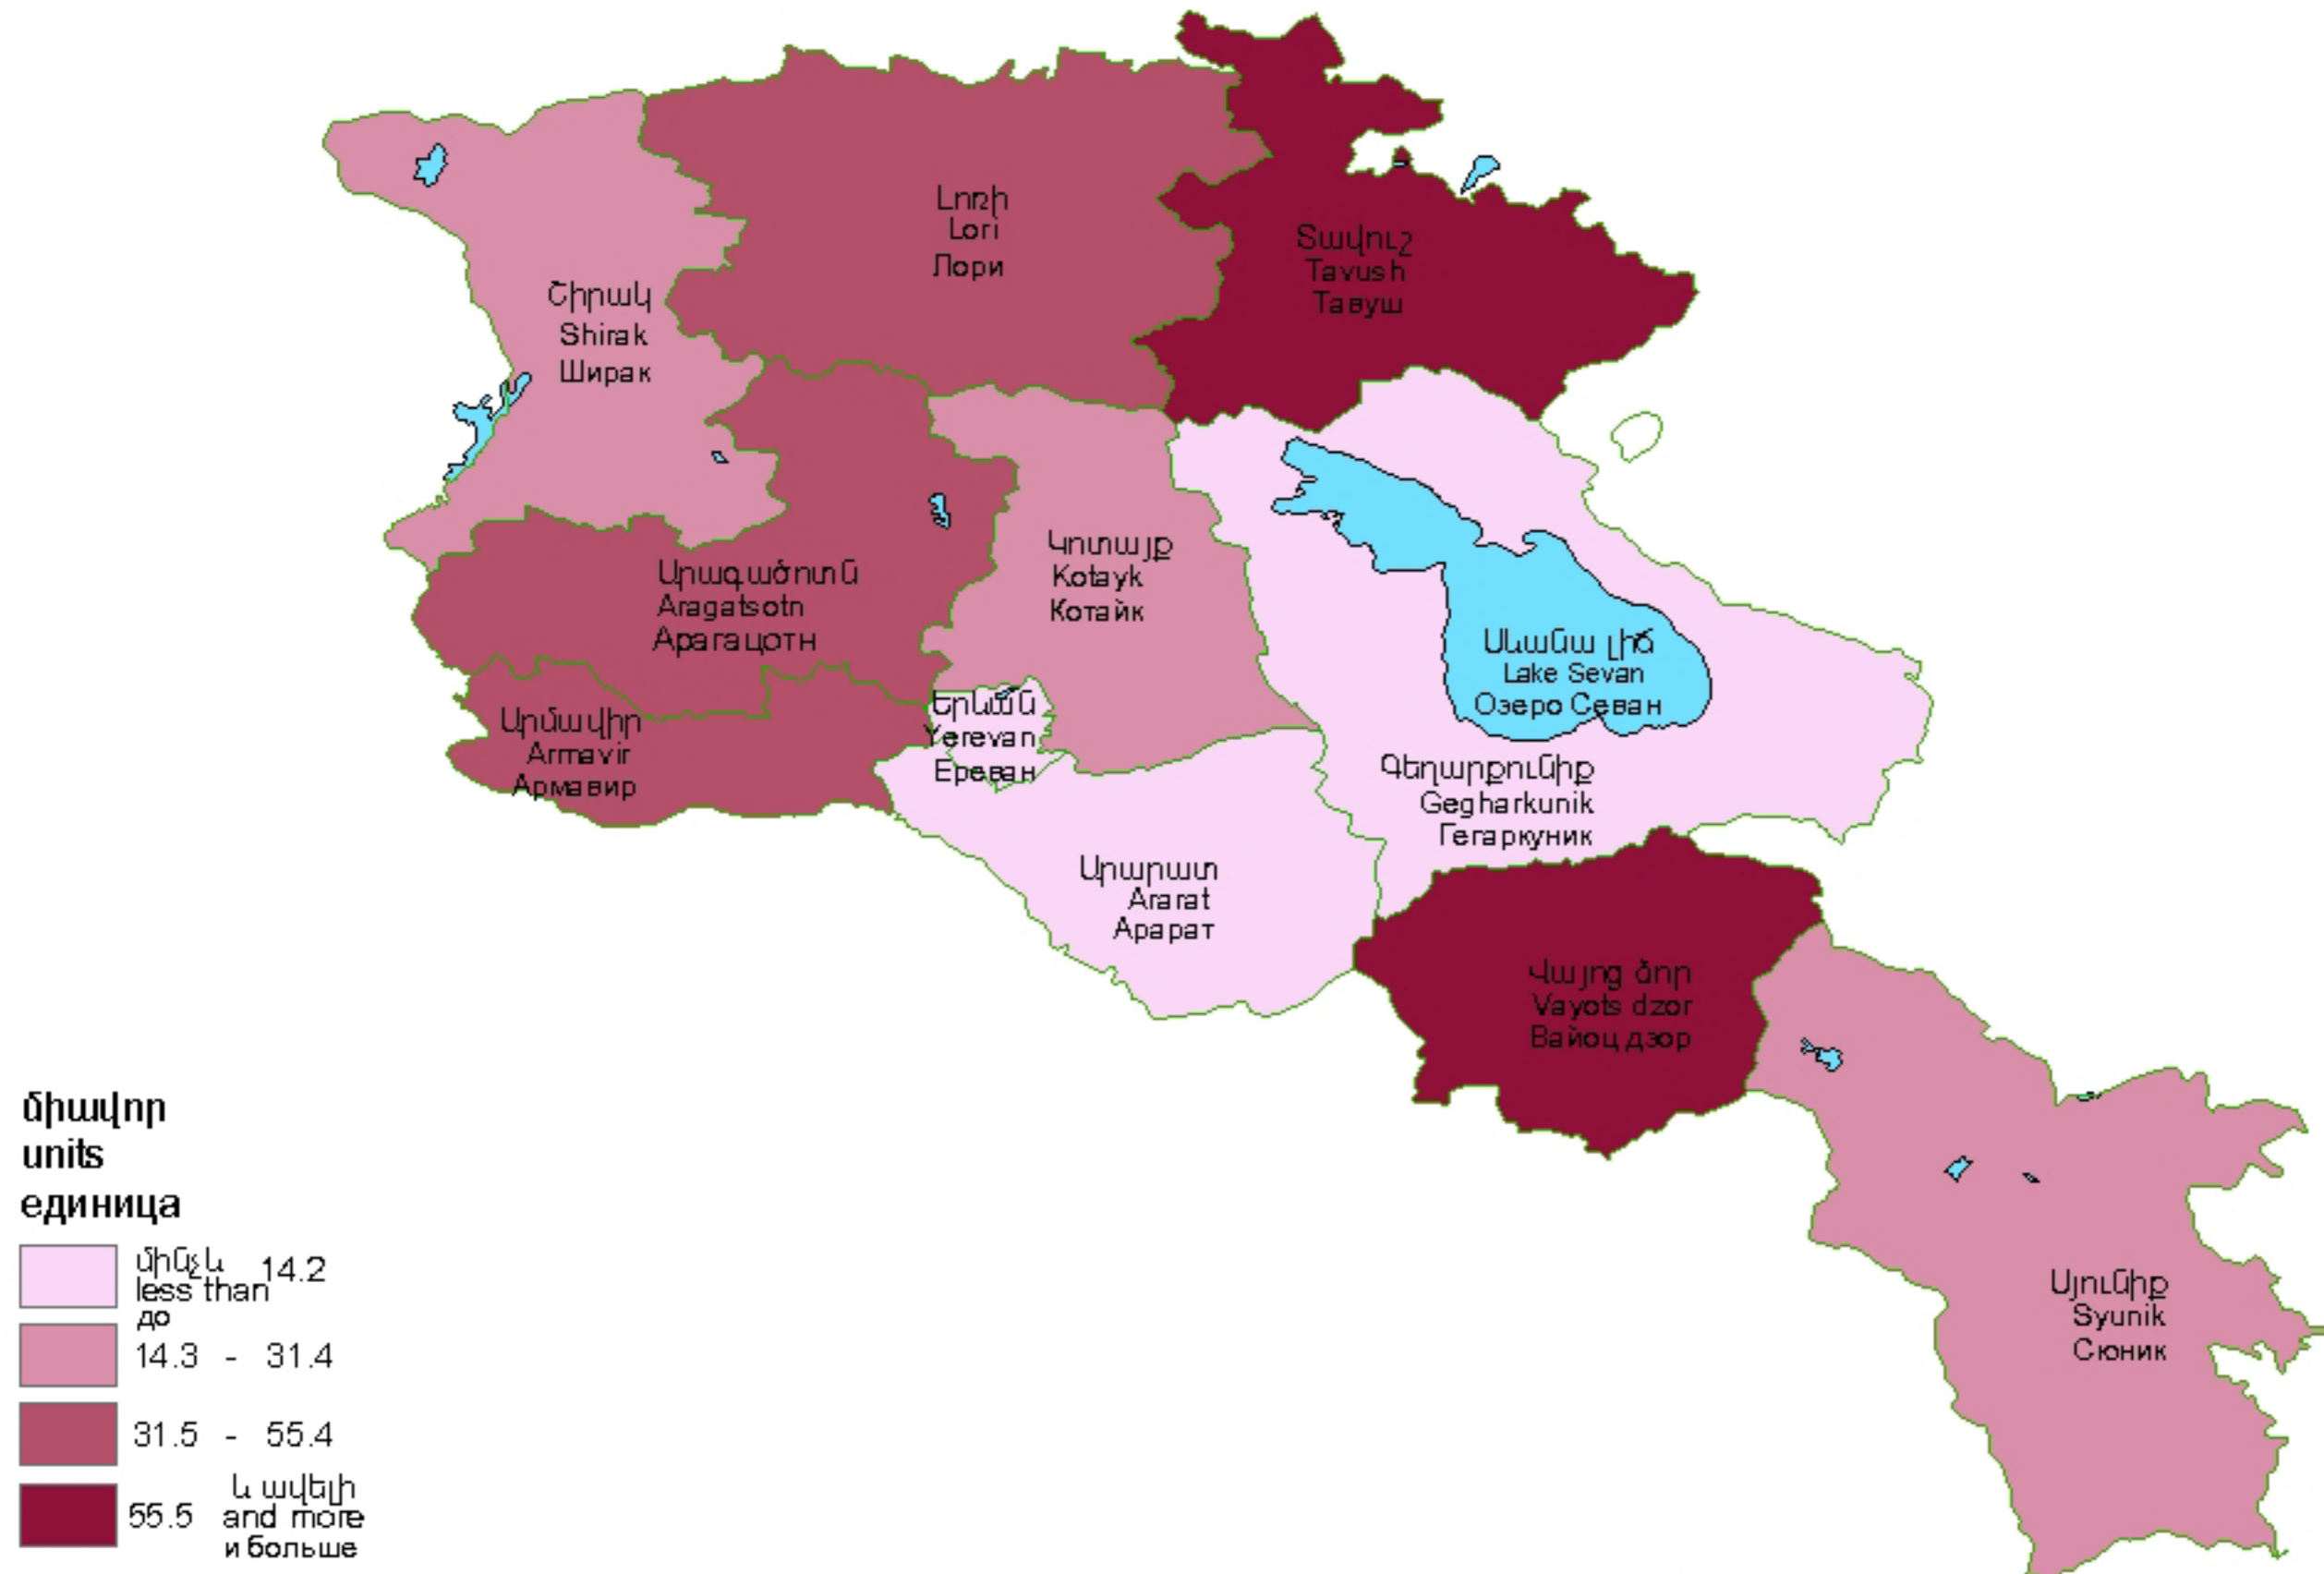 Լոռի
Lori
Лори
Տավուշ
Tavush
Тавуш
Շիրակ
Shirak
Ширак
Արագածոտն
Aragatsotn
Арагацотн
Կոտայք
Kotayk
Котайк
Սևանա լիճ
Lake Sevan
Озеро Севан
Արմավիր
Armavir
Армавир
Երևան
Yerevan
Ереван
Գեղարքունիք
Gegharkunik
Гегаркуник
Արարատ
Ararat
Арарат
Վայոց ձոր
Vayots dzor
Вайоц дзор
Սյունիք
Syunik
Сюник
միավոր
units
единица
մինչև 14.2
less than
до
14.3 - 31.4
31.5 - 55.4
55.5 և ավելի
and more
и больше